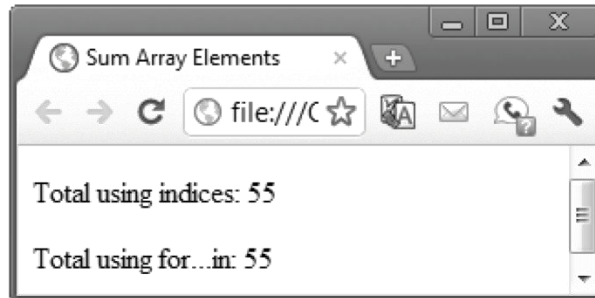 Sum Array Elements
file:///C
Total using indices: 55
Total using for...in: 55